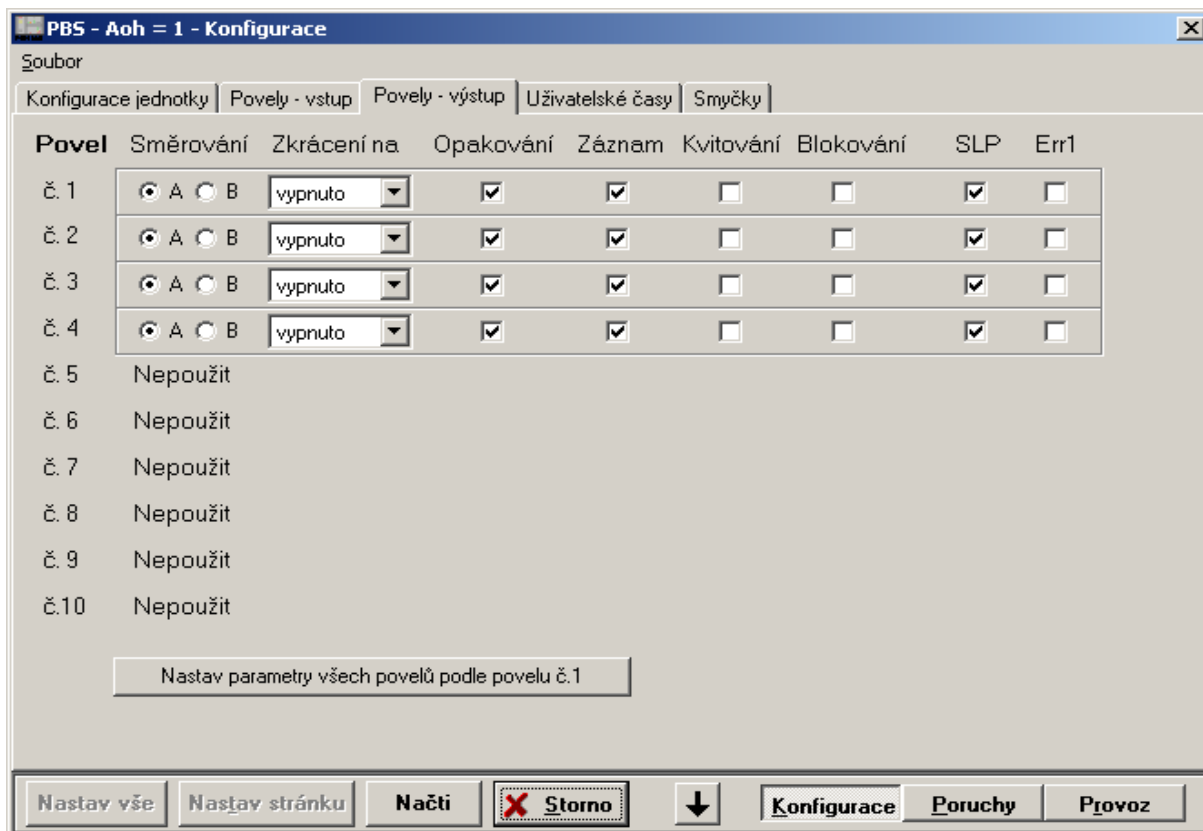 PBS - Aoh = 1 - Konfigurace
Soubor
Konfigurace jednotky Povely - vstup Povely - výstup Uživatelské časy Smyčky
Povel Směrování Zkrácení na Opakování Záznam Kvitování Blokování SLP Err1
č. 1 A B vypnuto
č. 2 A B vypnuto
č. 3 A B vypnuto
č. 4 A B vypnuto
č. 5 Nepoužit
č. 6 Nepoužit
č. 7 Nepoužit
č. 8 Nepoužit
č. 9 Nepoužit
č.10 Nepoužit
Nastav parametry všech povelů podle povelu č.1
Nastav vše Nastav stránku Načti Storno Konfigurace Poruchy Provoz